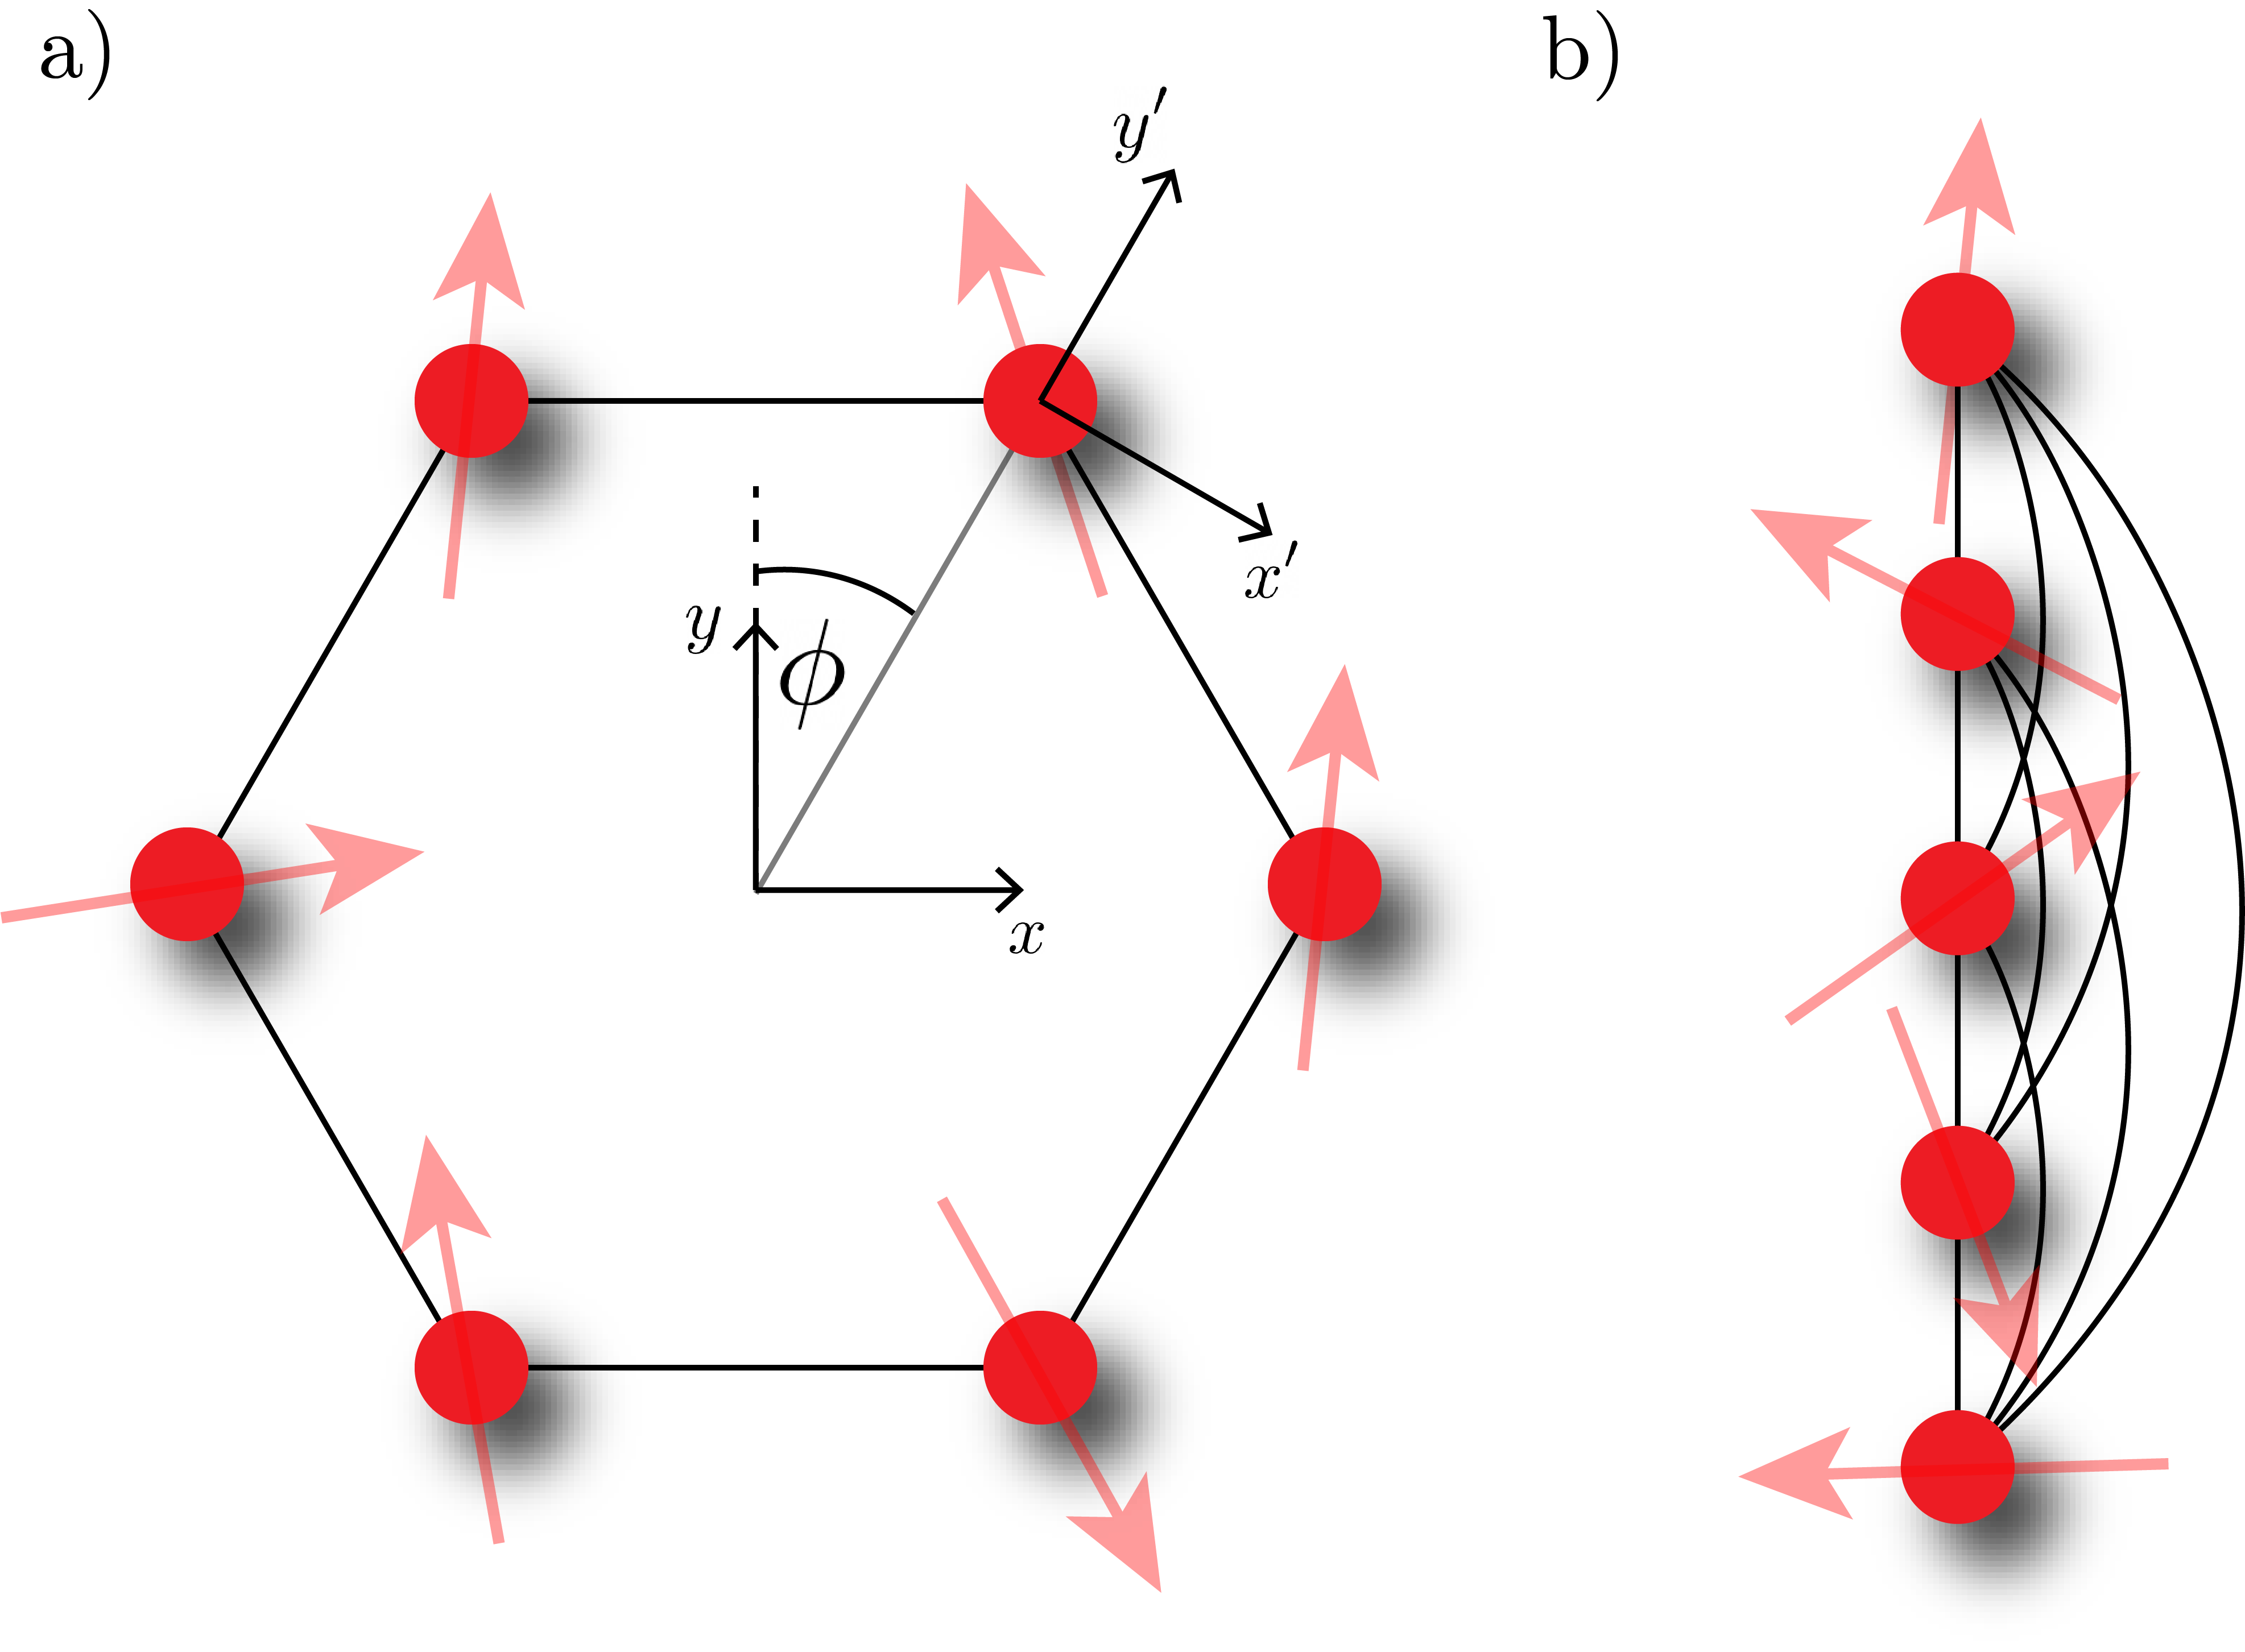 a)
b)
y′
x′
y
ϕ
x